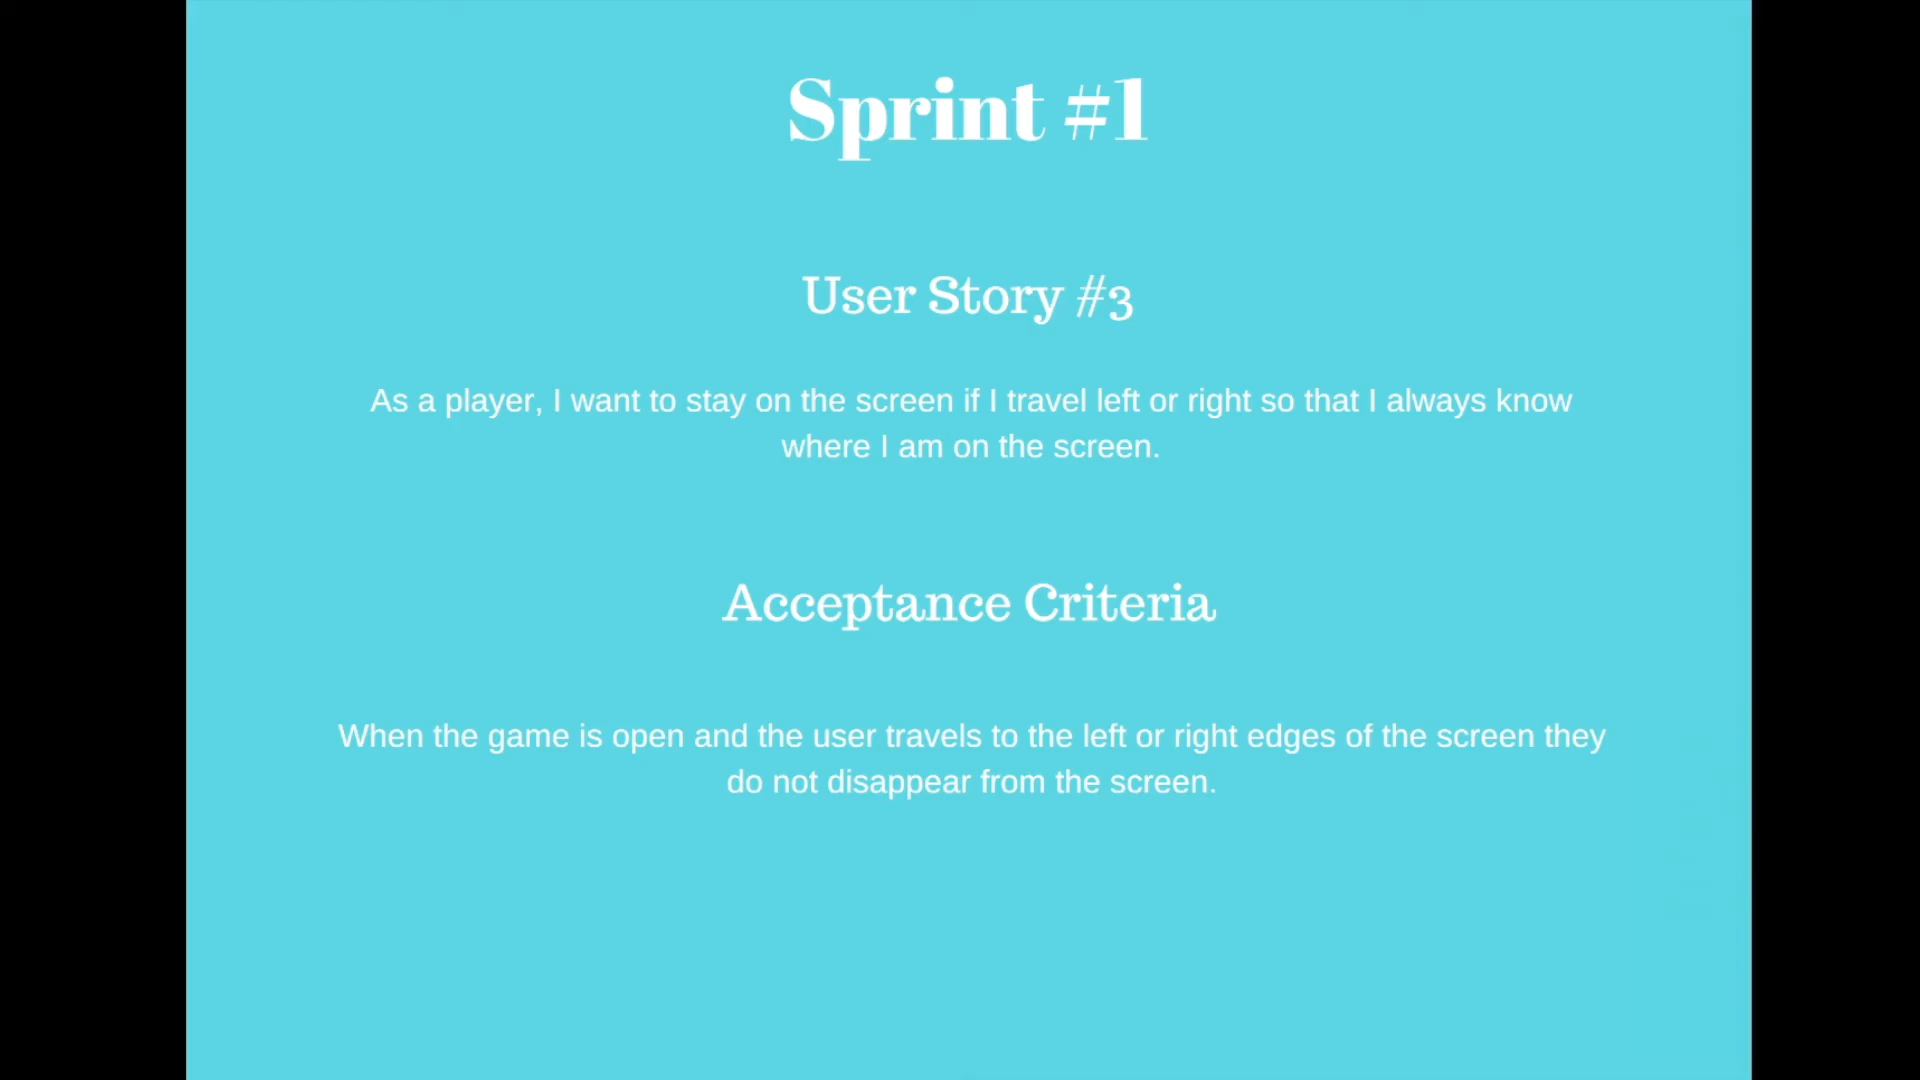 Sprint #1
User Story #3
As a player, I want to stay on the screen if I travel left or right so that I always know
where I am on the screen.
Acceptance Criteria
When the game is open and the user travels to the left or right edges of the screen they
do not disappear from the screen.